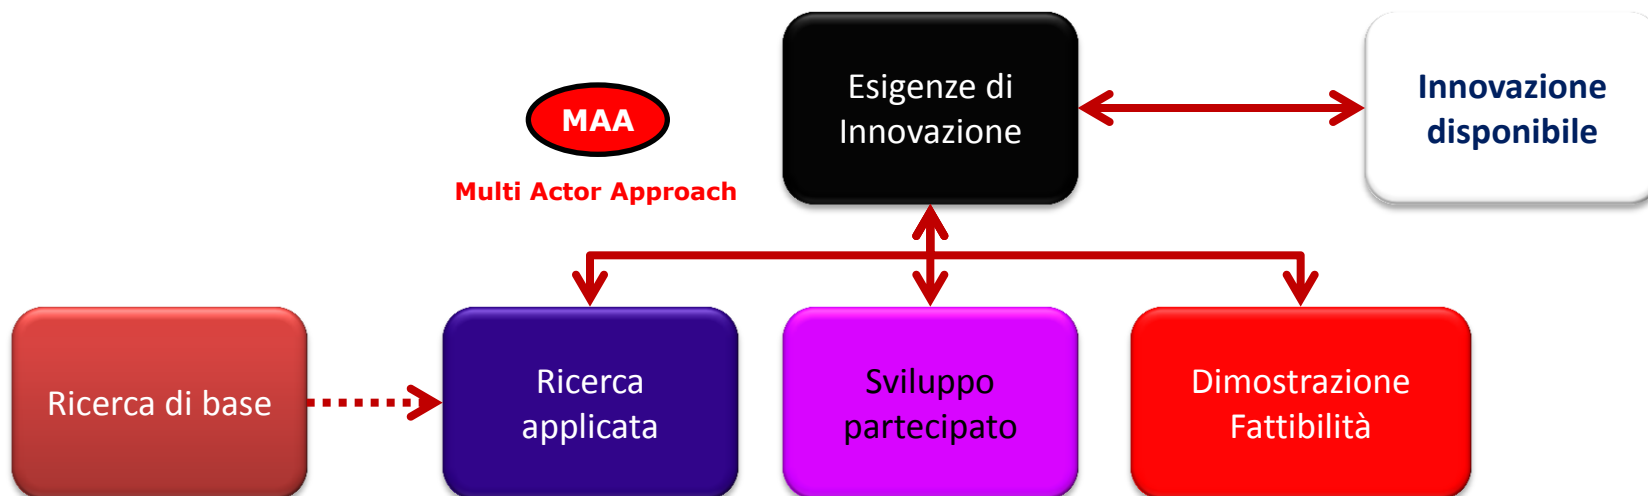 Esigenze di
Innovazione
Innovazione
disponibile
MAA
Multi Actor Approach
Ricerca di base
Ricerca
applicata
Sviluppo
partecipato
Dimostrazione
Fattibilità